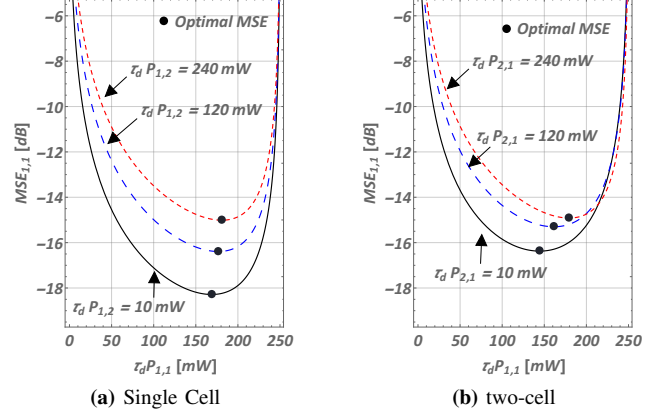 −6
−8
−10
−12
−14
−16
−18
MSE1,1 [dB]
● Optimal MSE
τd P1,2 = 240 mW
τd P1,2 = 120 mW
τd P1,2 = 10 mW
0 50 100 150 200 250
τdP1,1 [mW]
(a) Single Cell
−6
−8
−10
−12
−14
−16
−18
MSE1,1 [dB]
● Optimal MSE
τd P2,1 = 240 mW
τd P2,1 = 120 mW
τd P2,1 = 10 mW
0 50 100 150 200 250
τdP1,1 [mW]
(b) two-cell